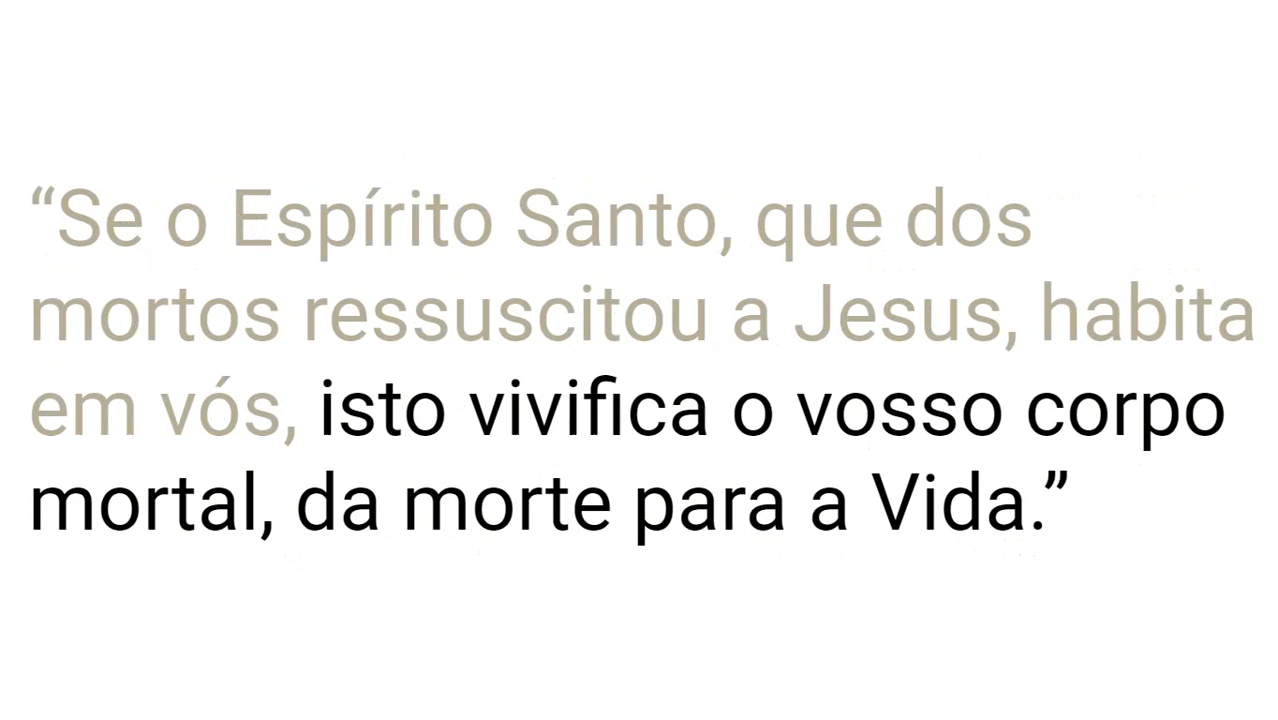 “Se o Espírito Santo, que dos
mortos ressuscitou a Jesus, habita
em vós, isto vivifica o vosso corpo
mortal, da morte para a Vida.”